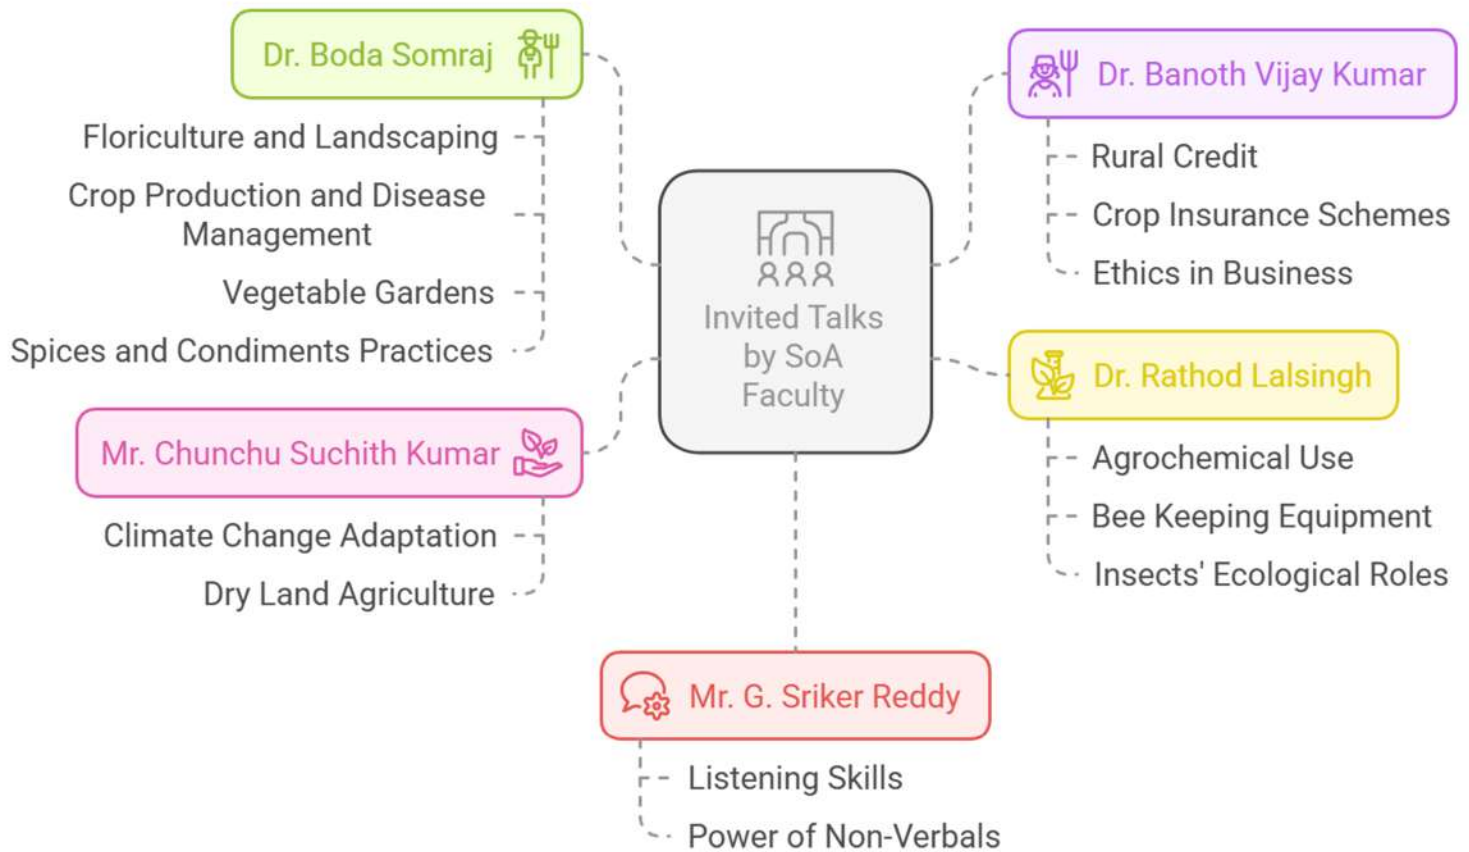 Dr. Boda Somraj
Floriculture and Landscaping
Crop Production and Disease
Management
Vegetable Gardens
Spices and Condiments Practices
Mr. Chunchu Suchith Kumar
Climate Change Adaptation
Dry Land Agriculture
Invited Talks
by SoA
Faculty
Dr. Banoth Vijay Kumar
Rural Credit
Crop Insurance Schemes
Ethics in Business
Dr. Rathod Lalsingh
Agrochemical Use
Bee Keeping Equipment
Insects' Ecological Roles
Mr. G. Sriker Reddy
Listening Skills
Power of Non-Verbals